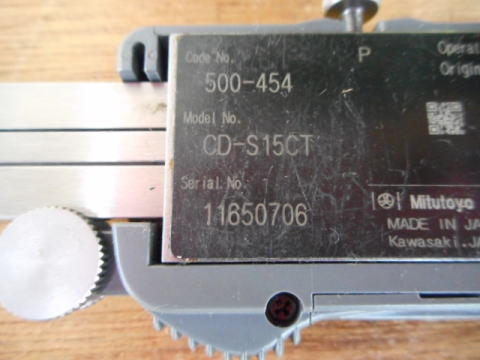 Code No.
500-454
Model No.
CD-S15CT
Serial No.
11650706
P
Operat
Origin
Mitutoyo
MADE IN JA
Kawasaki,JA